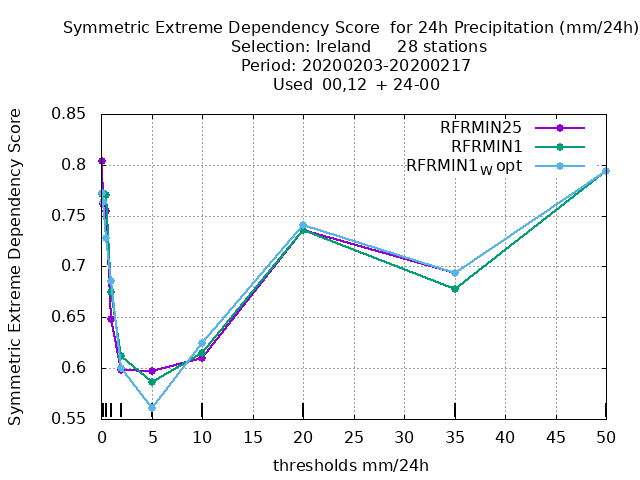 Symmetric Extreme Dependency Score  for 24h Precipitation (mm/24h)
Selection: Ireland     28 stations
Period: 20200203-20200217
Used  00,12  + 24-00
Symmetric Extreme Dependency Score
0.85
0.8
0.75
0.7
0.65
0.6
0.55
RFRMIN25
RFRMIN1
RFRMIN1W opt
0 5 10 15 20 25 30 35 40 45 50
thresholds mm/24h